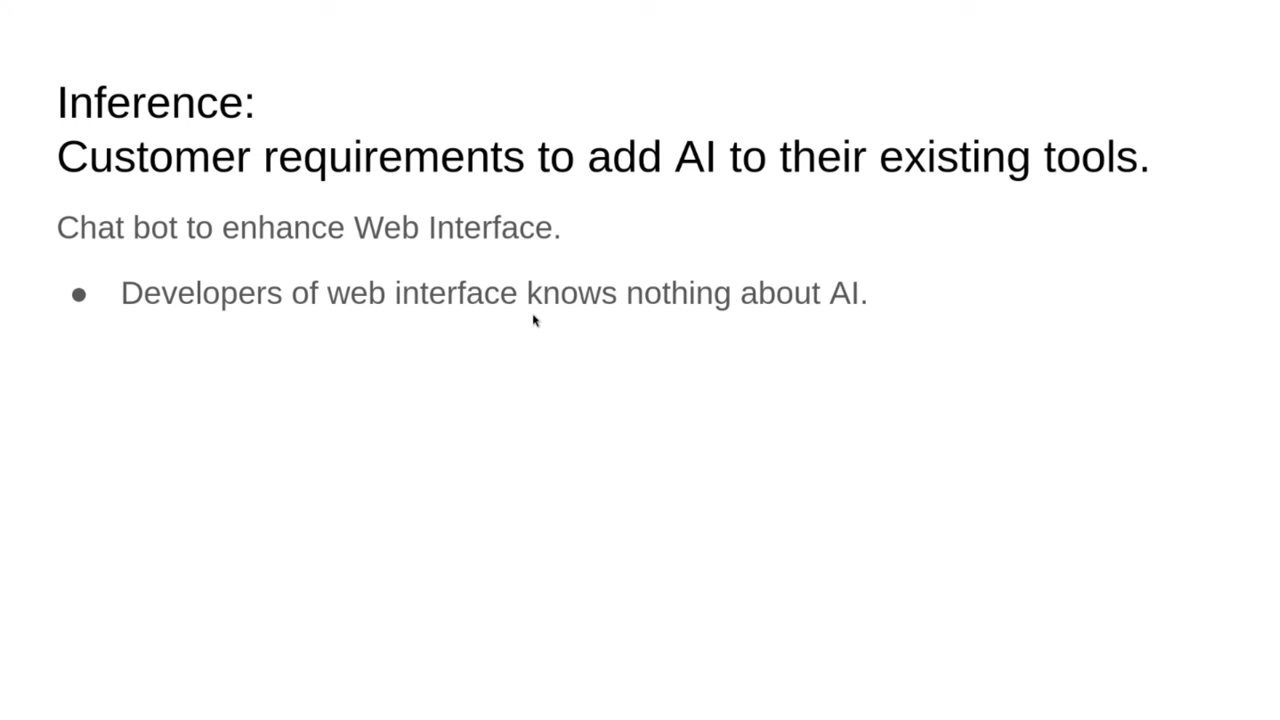 Inference:
Customer requirements to add AI to their existing tools.
Chat bot to enhance Web Interface.
● Developers of web interface knows nothing about AI.